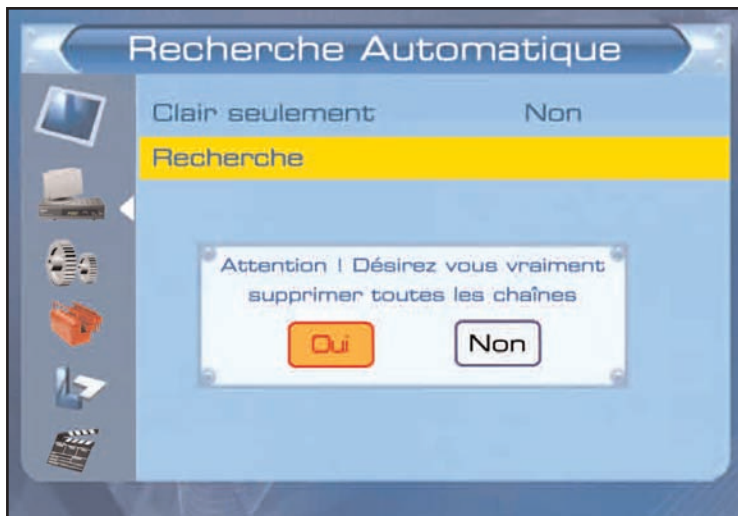 Recherche Automatique
Clair seulement Non
Recherche
Attention ! Désirez vous vraiment
supprimer toutes les chaînes
Oui Non